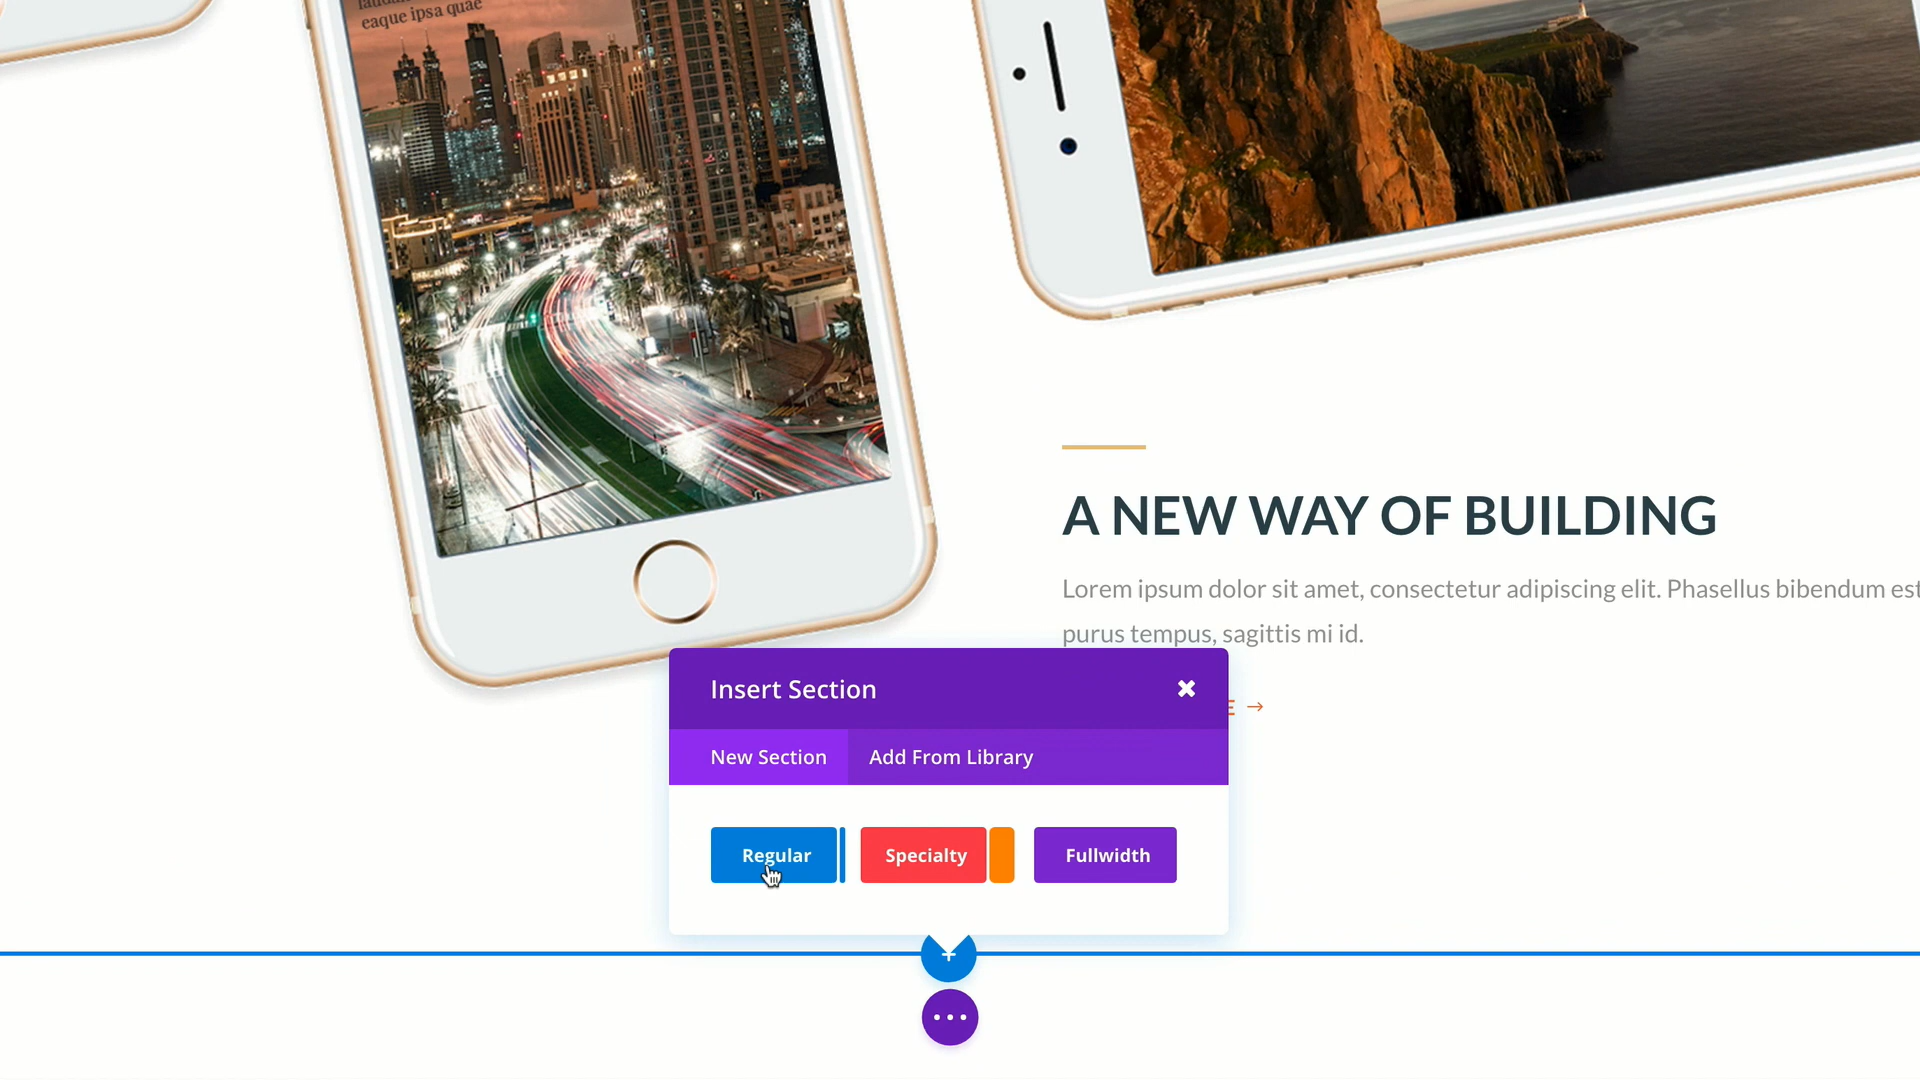 eaque ipsa quae
A NEW WAY OF BUILDING
Lorem ipsum dolor sit amet, consectetur adipiscing elit. Phasellus bibendum est
purus tempus, sagittis mi id.
Insert Section
E →
New Section Add From Library
Regular Specialty Fullwidth